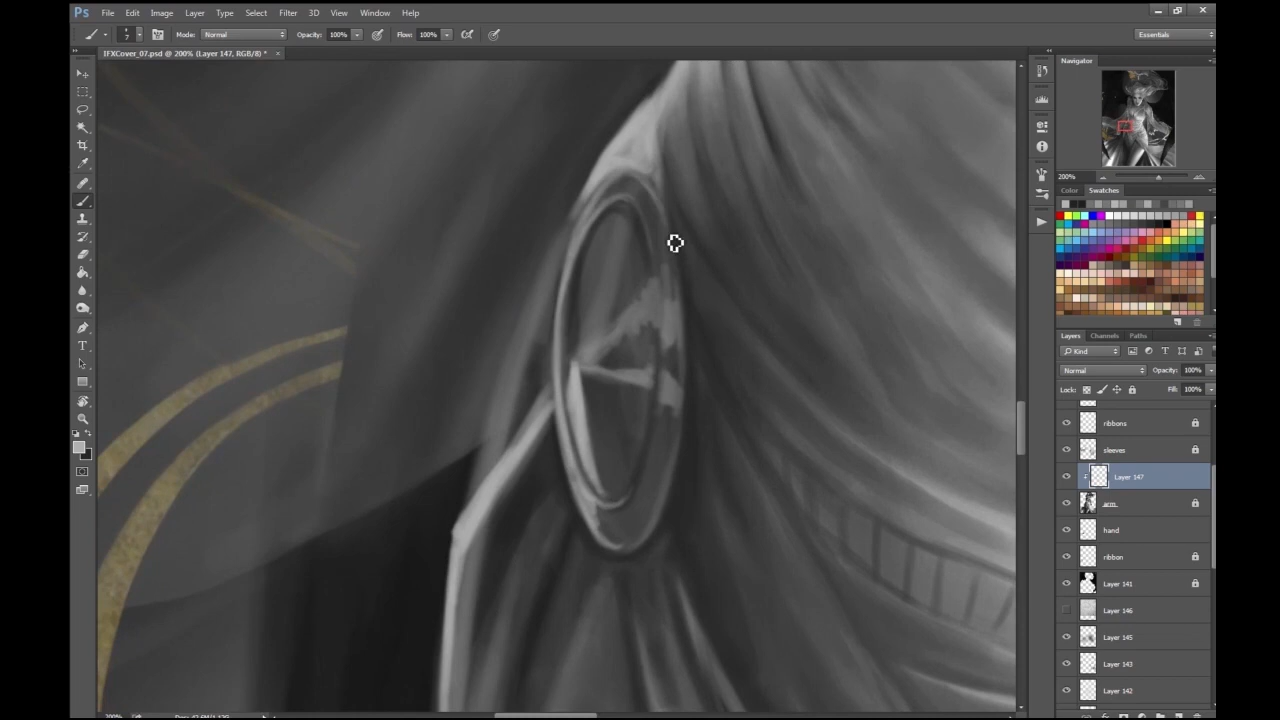 Ps File Edit Image Layer Type Select Filter 3D View Window Help
7 Mode: Normal Opacity: 100% Flow: 100% Essentials
IFXCover_07.psd @ 200% (Layer 147, RGB/8) * ×
Navigator
200%
Color Swatches
Layers Channels Paths
Kind
Normal Opacity: 100%
Lock: Fill: 100%
ribbons
sleeves
Layer 147
arm
hand
ribbon
Layer 141
Layer 146
Layer 145
Layer 143
Layer 142
200%